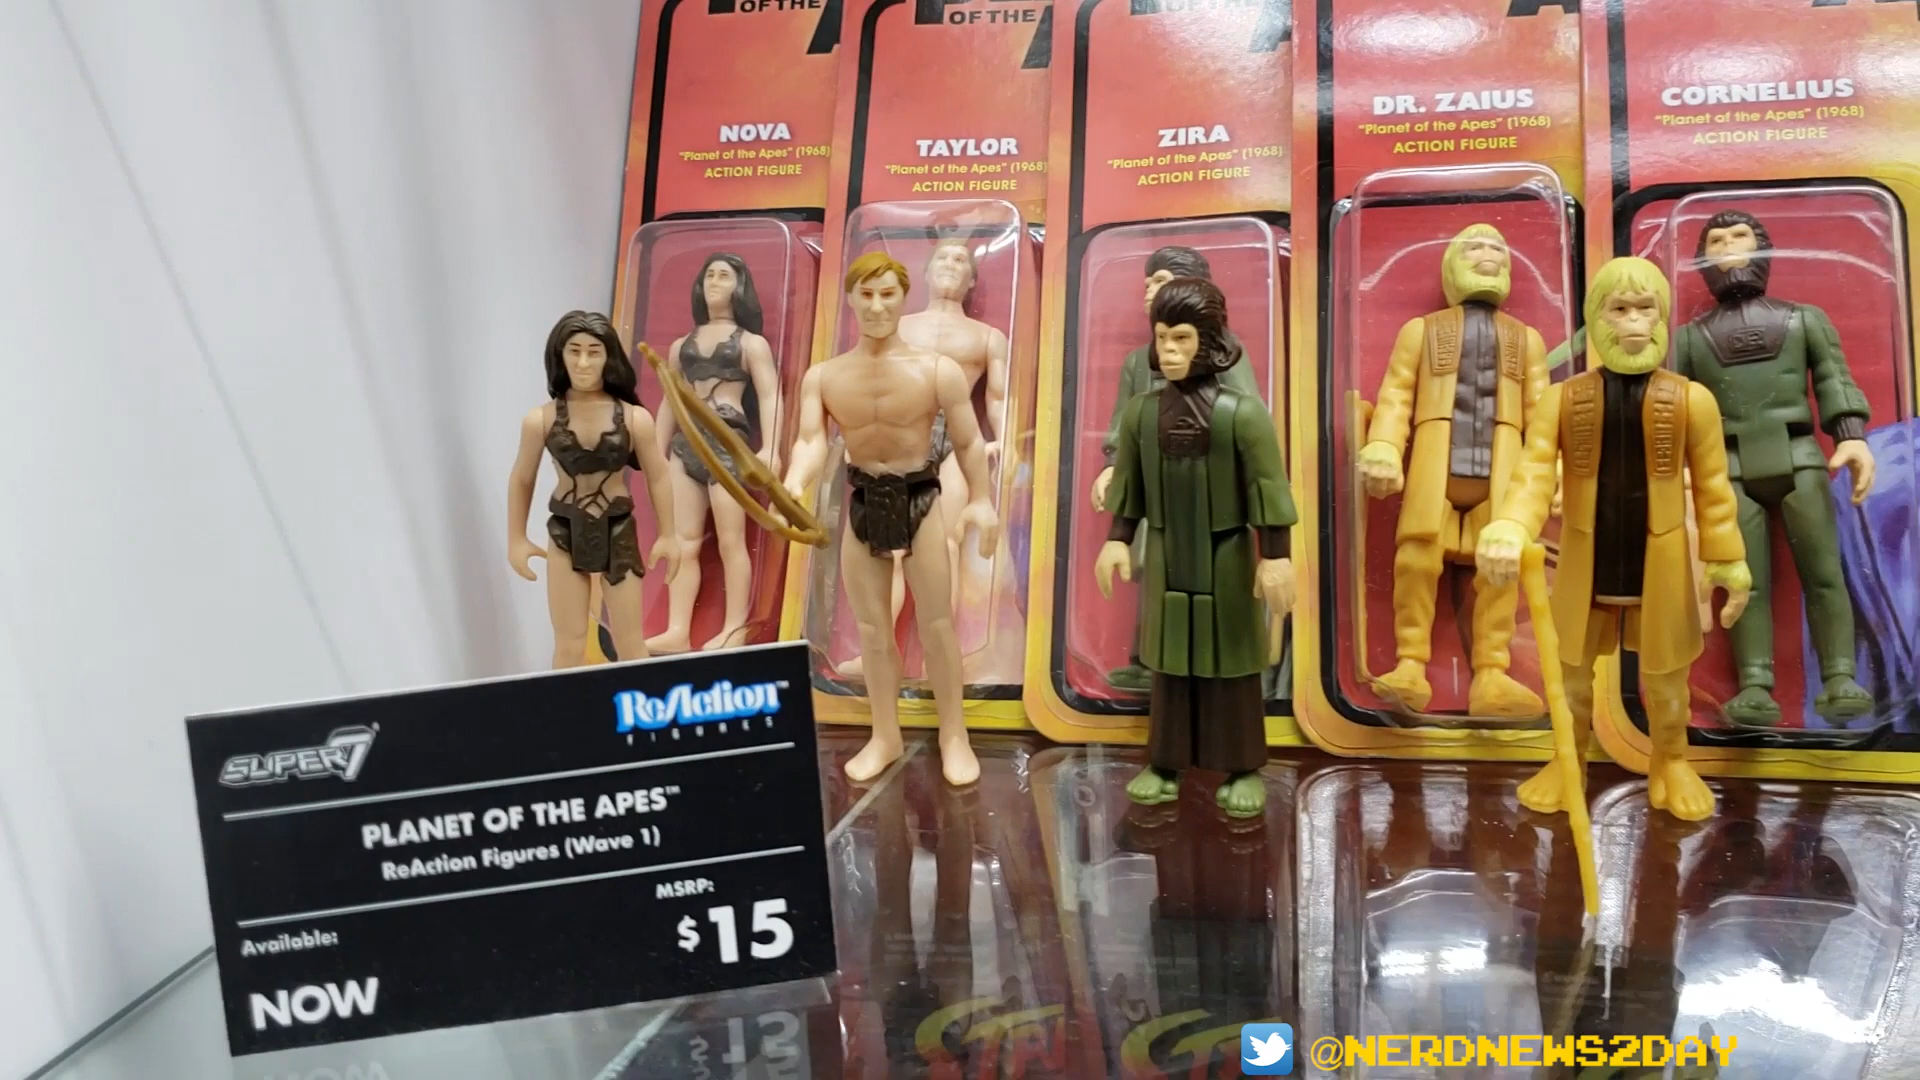 OF THE
OF THE
OF THE
NOVA
"Planet of the Apes" (1968)
ACTION FIGURE
TAYLOR
"Planet of the Apes" (1968)
ACTION FIGURE
ZIRA
"Planet of the Apes" (1968)
ACTION FIGURE
DR. ZAIUS
"Planet of the Apes" (1968)
ACTION FIGURE
CORNELIUS
"Planet of the Apes" (1968)
ACTION FIGURE
SUPER7
ReAction™
FIGURES
PLANET OF THE APES™
ReAction Figures (Wave 1)
MSRP:
$15
Available:
NOW
@NERDNEWS2DAY